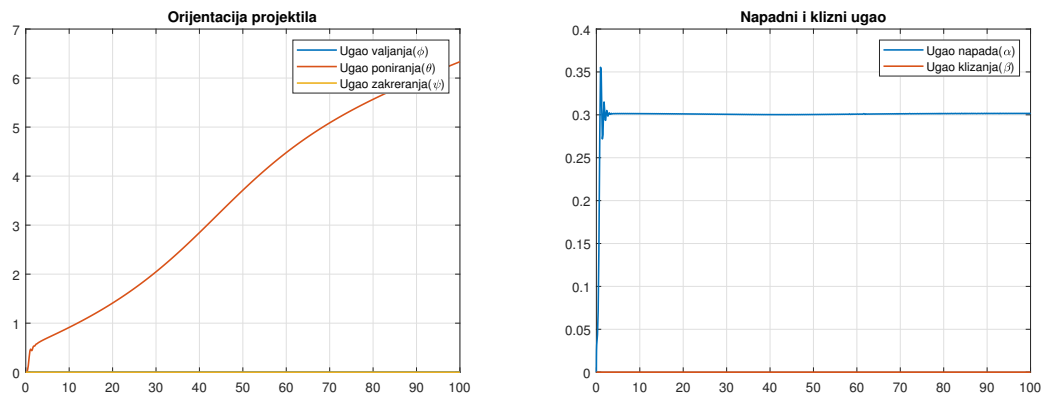 Orijentacija projektila
Ugao valjanja(ϕ)
Ugao poniranja(θ)
Ugao zakreranja(ψ)
7
6
5
4
3
2
1
0
0 10 20 30 40 50 60 70 80 90 100
Napadni i klizni ugao
Ugao napada(α)
Ugao klizanja(β)
0.4
0.35
0.3
0.25
0.2
0.15
0.1
0.05
0
0 10 20 30 40 50 60 70 80 90 100